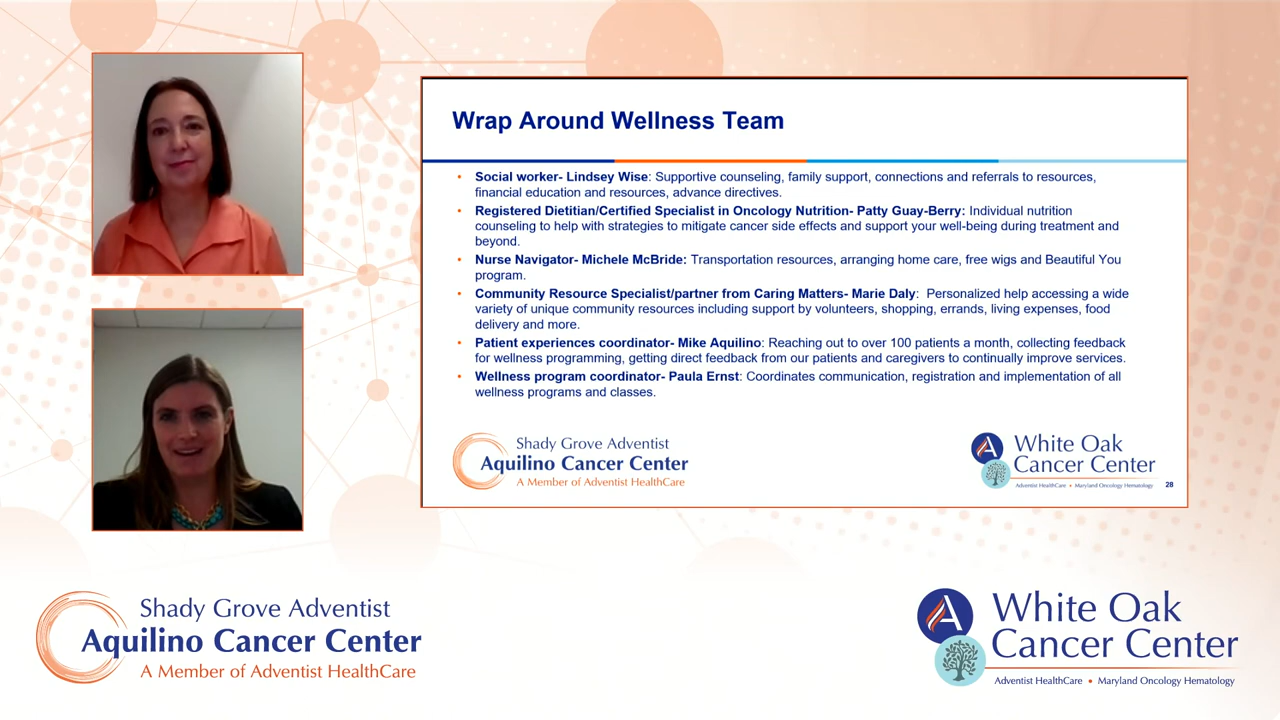 Wrap Around Wellness Team
• Social worker- Lindsey Wise: Supportive counseling, family support, connections and referrals to resources,
financial education and resources, advance directives.
• Registered Dietitian/Certified Specialist in Oncology Nutrition- Patty Guay-Berry: Individual nutrition
counseling to help with strategies to mitigate cancer side effects and support your well-being during treatment and
beyond.
• Nurse Navigator- Michele McBride: Transportation resources, arranging home care, free wigs and Beautiful You
program.
• Community Resource Specialist/partner from Caring Matters- Marie Daly: Personalized help accessing a wide
variety of unique community resources including support by volunteers, shopping, errands, living expenses, food
delivery and more.
• Patient experiences coordinator- Mike Aquilino: Reaching out to over 100 patients a month, collecting feedback
for wellness programming, getting direct feedback from our patients and caregivers to continually improve services.
• Wellness program coordinator- Paula Ernst: Coordinates communication, registration and implementation of all
wellness programs and classes.
Shady Grove Adventist
Aquilino Cancer Center
A Member of Adventist HealthCare
White Oak
Cancer Center
Adventist HealthCare • Maryland Oncology Hematology
28
Shady Grove Adventist
Aquilino Cancer Center
A Member of Adventist HealthCare
White Oak
Cancer Center
Adventist HealthCare • Maryland Oncology Hematology